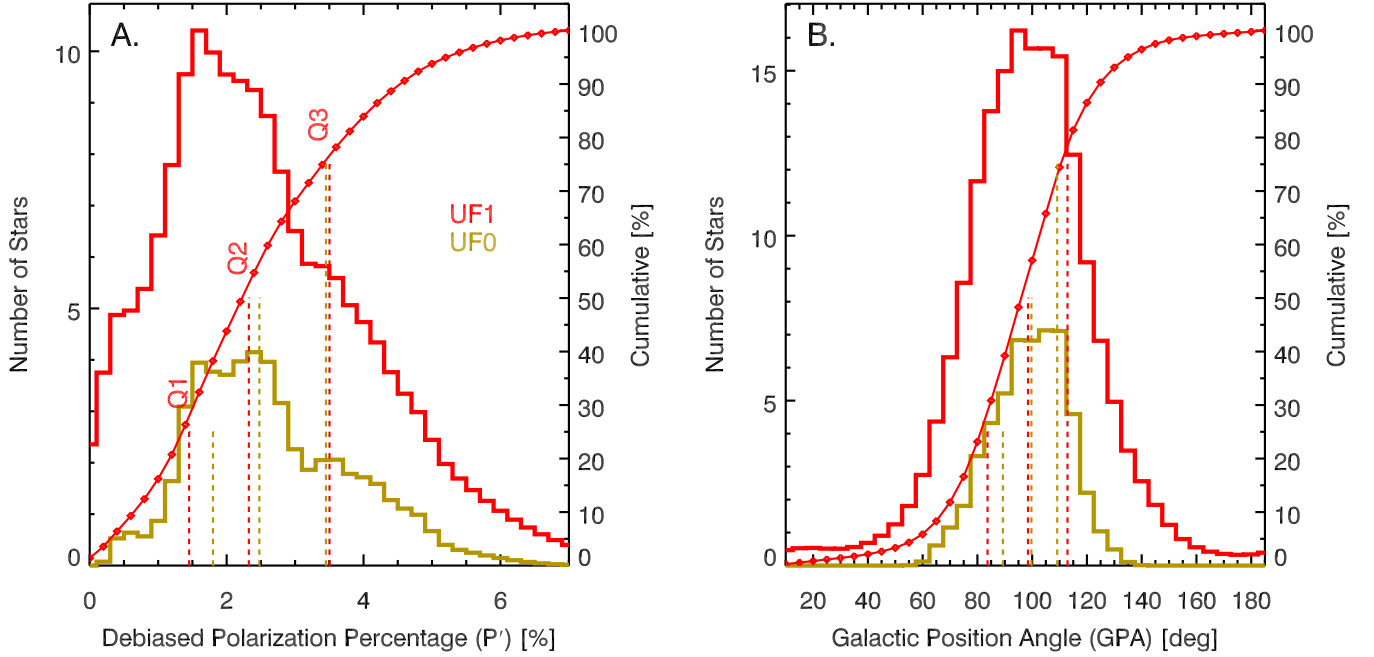 A.
10
5
0
Number of Stars
Q1
Q2
Q3
UF1
UF0
100
90
80
70
60
50
40
30
20
10
0
Cumulative [%]
0 2 4 6
Debiased Polarization Percentage (P′) [%]
B.
15
10
5
0
Number of Stars
100
90
80
70
60
50
40
30
20
10
0
Cumulative [%]
20 40 60 80 100 120 140 160 180
Galactic Position Angle (GPA) [deg]